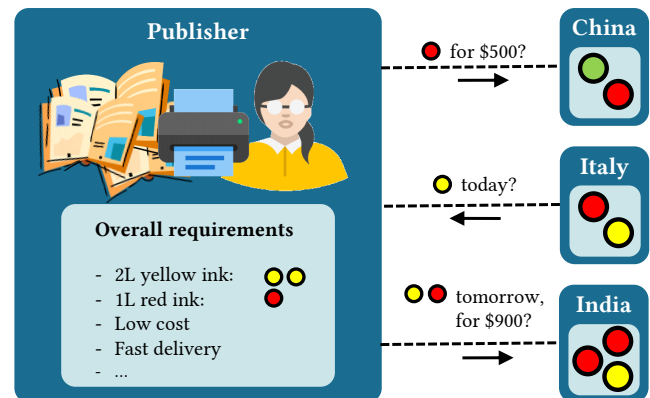 Publisher
Overall requirements
- 2L yellow ink:
- 1L red ink:
- Low cost
- Fast delivery
- ...
for $500?
today?
tomorrow,
for $900?
China
Italy
India